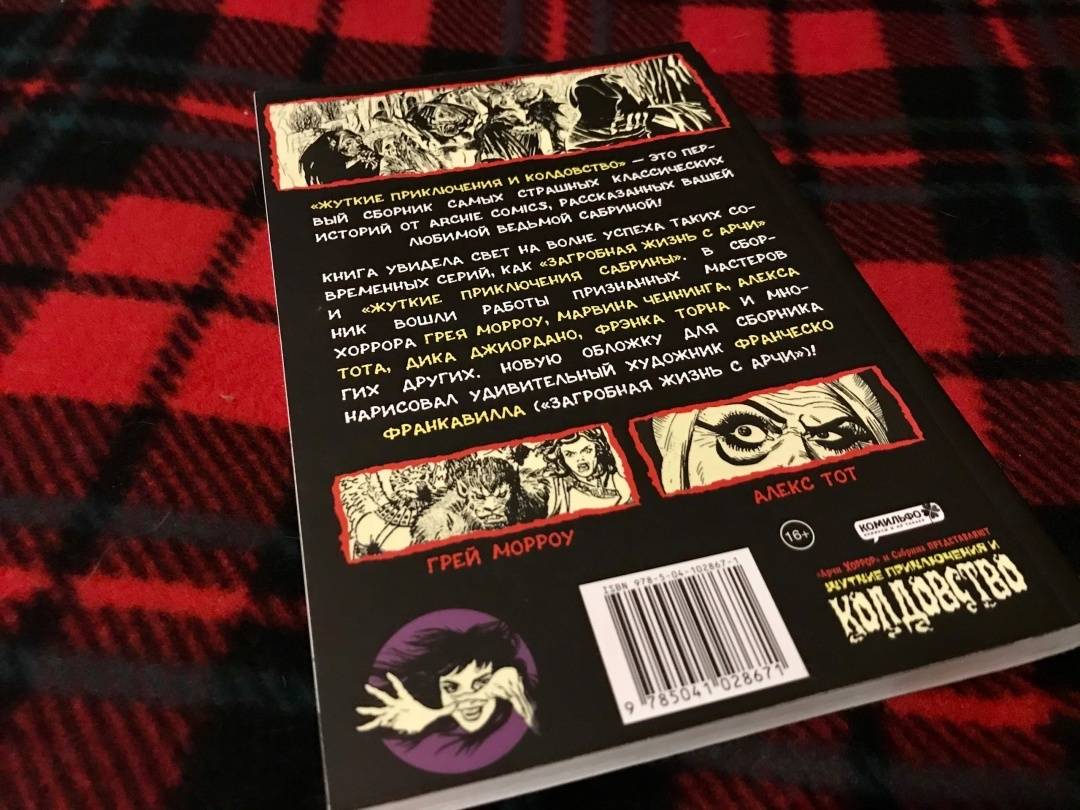 «ЖУТКИЕ ПРИКЛЮЧЕНИЯ И КОЛДОВСТВО» — ЭТО ПЕР-
ВЫЙ СБОРНИК САМЫХ СТРАШНЫХ КЛАССИЧЕСКИХ
ИСТОРИЙ ОТ ARCHIE COMICS, РАССКАЗАННЫХ ВАШЕЙ
ЛЮБИМОЙ ВЕДЬМОЙ САБРИНОЙ!
КНИГА УВИДЕЛА СВЕТ НА ВОЛНЕ УСПЕХА ТАКИХ СО-
ВРЕМЕННЫХ СЕРИЙ, КАК «ЗАГРОБНАЯ ЖИЗНЬ С АРЧИ»
И «ЖУТКИЕ ПРИКЛЮЧЕНИЯ САБРИНЫ». В СБОР-
НИК ВОШЛИ РАБОТЫ ПРИЗНАННЫХ МАСТЕРОВ
ХОРРОРА ГРЕЯ МОРРОУ, МАРВИНА ЧЕННИНГА, АЛЕКСА
ТОТА, ДИКА ДЖИОРДАНО, ФРЭНКА ТОРНА И МНО-
ГИХ ДРУГИХ. НОВУЮ ОБЛОЖКУ ДЛЯ СБОРНИКА
НАРИСОВАЛ УДИВИТЕЛЬНЫЙ ХУДОЖНИК ФРАНЧЕСКО
ФРАНКАВИЛЛА («ЗАГРОБНАЯ ЖИЗНЬ С АРЧИ»)!
ГРЕЙ МОРРОУ
АЛЕКС ТОТ
16+
КОМИЛЬФО
«Арчи Хоррор» и Сабрина ПРЕДСТАВЛЯЮТ
ЖУТКИЕ ПРИКЛЮЧЕНИЯ И
КОЛДОВСТВО
ISBN 978-5-04-102867-1
9 785041 028671